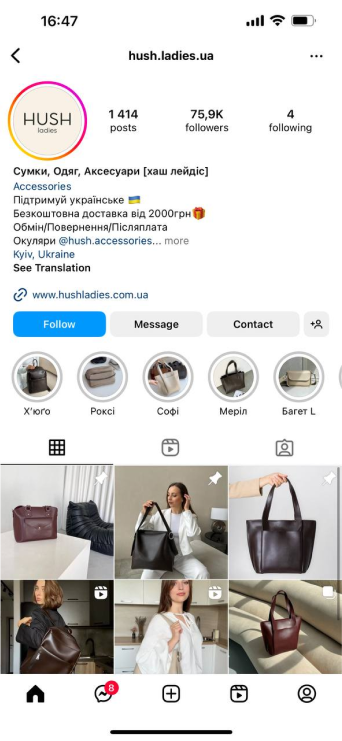 16:47
hush.ladies.ua
HUSH
ladies
1 414
posts
75,9K
followers
4
following
Сумки, Одяг, Аксесуари [хаш лейдіс]
Accessories
Підтримуй українське 🇺🇦
Безкоштовна доставка від 2000грн🎁
Обмін/Повернення/Післяплата
Окуляри @hush.accessories... more
Kyiv, Ukraine
See Translation
www.hushladies.com.ua
Follow
Message
Contact
Х'юго
Роксі
Софі
Меріл
Багет L
8